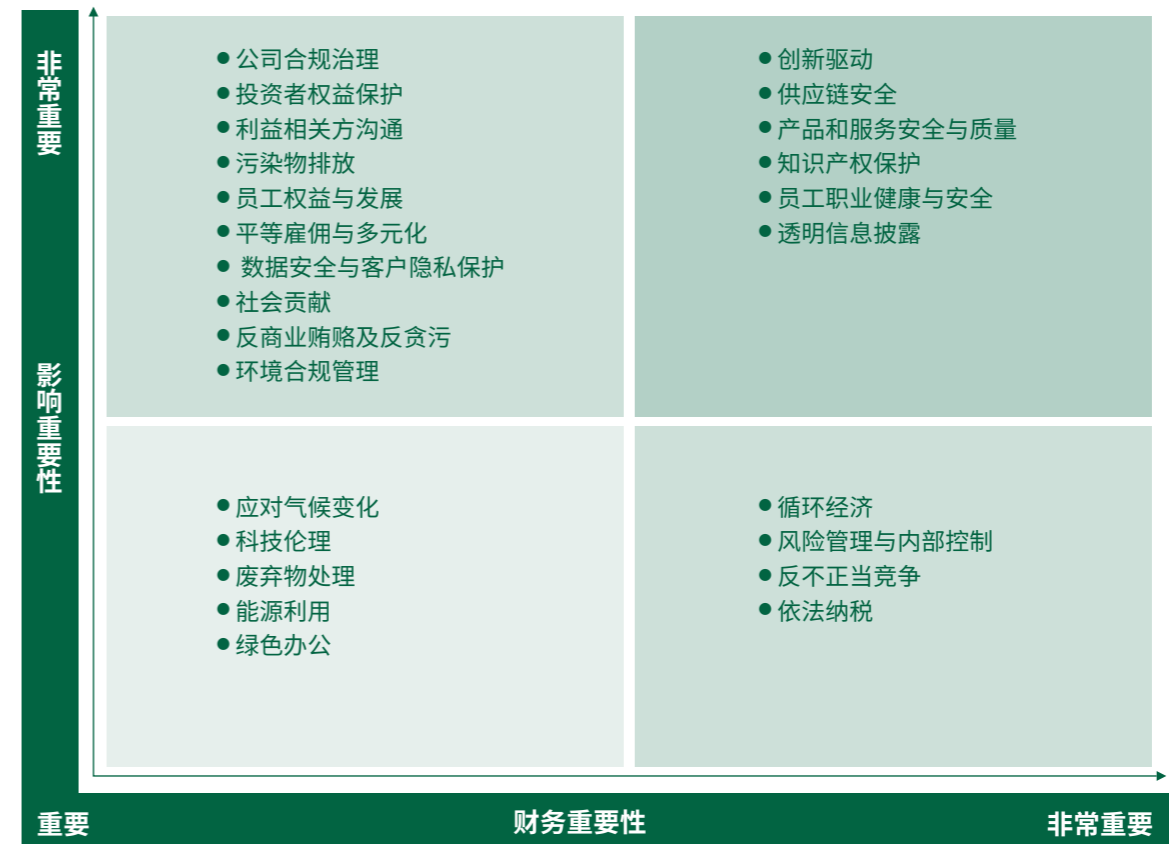 非常重要
影响重要性
● 公司合规治理
● 投资者权益保护
● 利益相关方沟通
● 污染物排放
● 员工权益与发展
● 平等雇佣与多元化
● 数据安全与客户隐私保护
● 社会贡献
● 反商业贿赂及反贪污
● 环境合规管理
● 创新驱动
● 供应链安全
● 产品和服务安全与质量
● 知识产权保护
● 员工职业健康与安全
● 透明信息披露
● 应对气候变化
● 科技伦理
● 废弃物处理
● 能源利用
● 绿色办公
● 循环经济
● 风险管理与内部控制
● 反不正当竞争
● 依法纳税
重要
财务重要性
非常重要